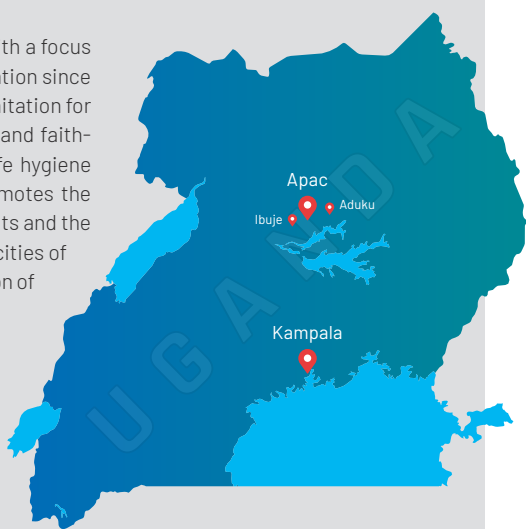 th a focus
ation since
itation for
and faith-
fe hygiene
motes the
ts and the
cities of
n of
Apac
Aduku
Ibuje
Kampala
UGANDA